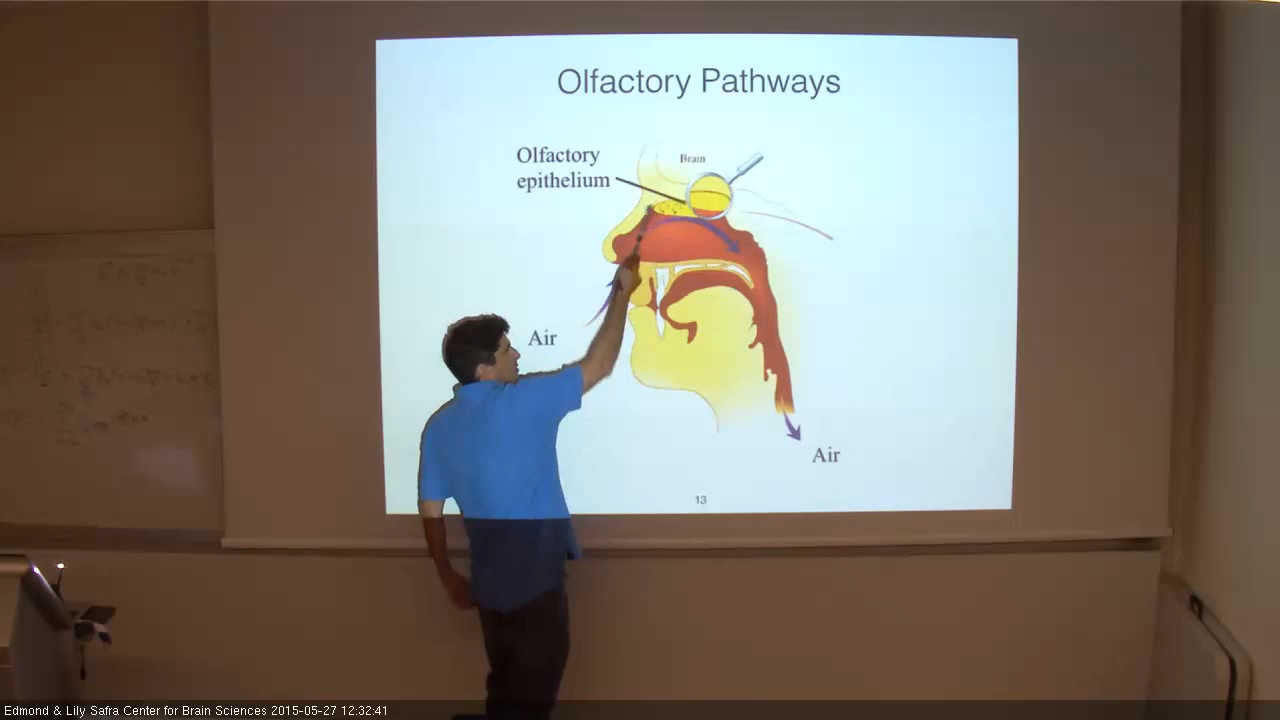 Olfactory Pathways
Olfactory
epithelium
Brain
Air
Air
13
Edmond & Lily Safra Center for Brain Sciences 2015-05-27 12:32:41